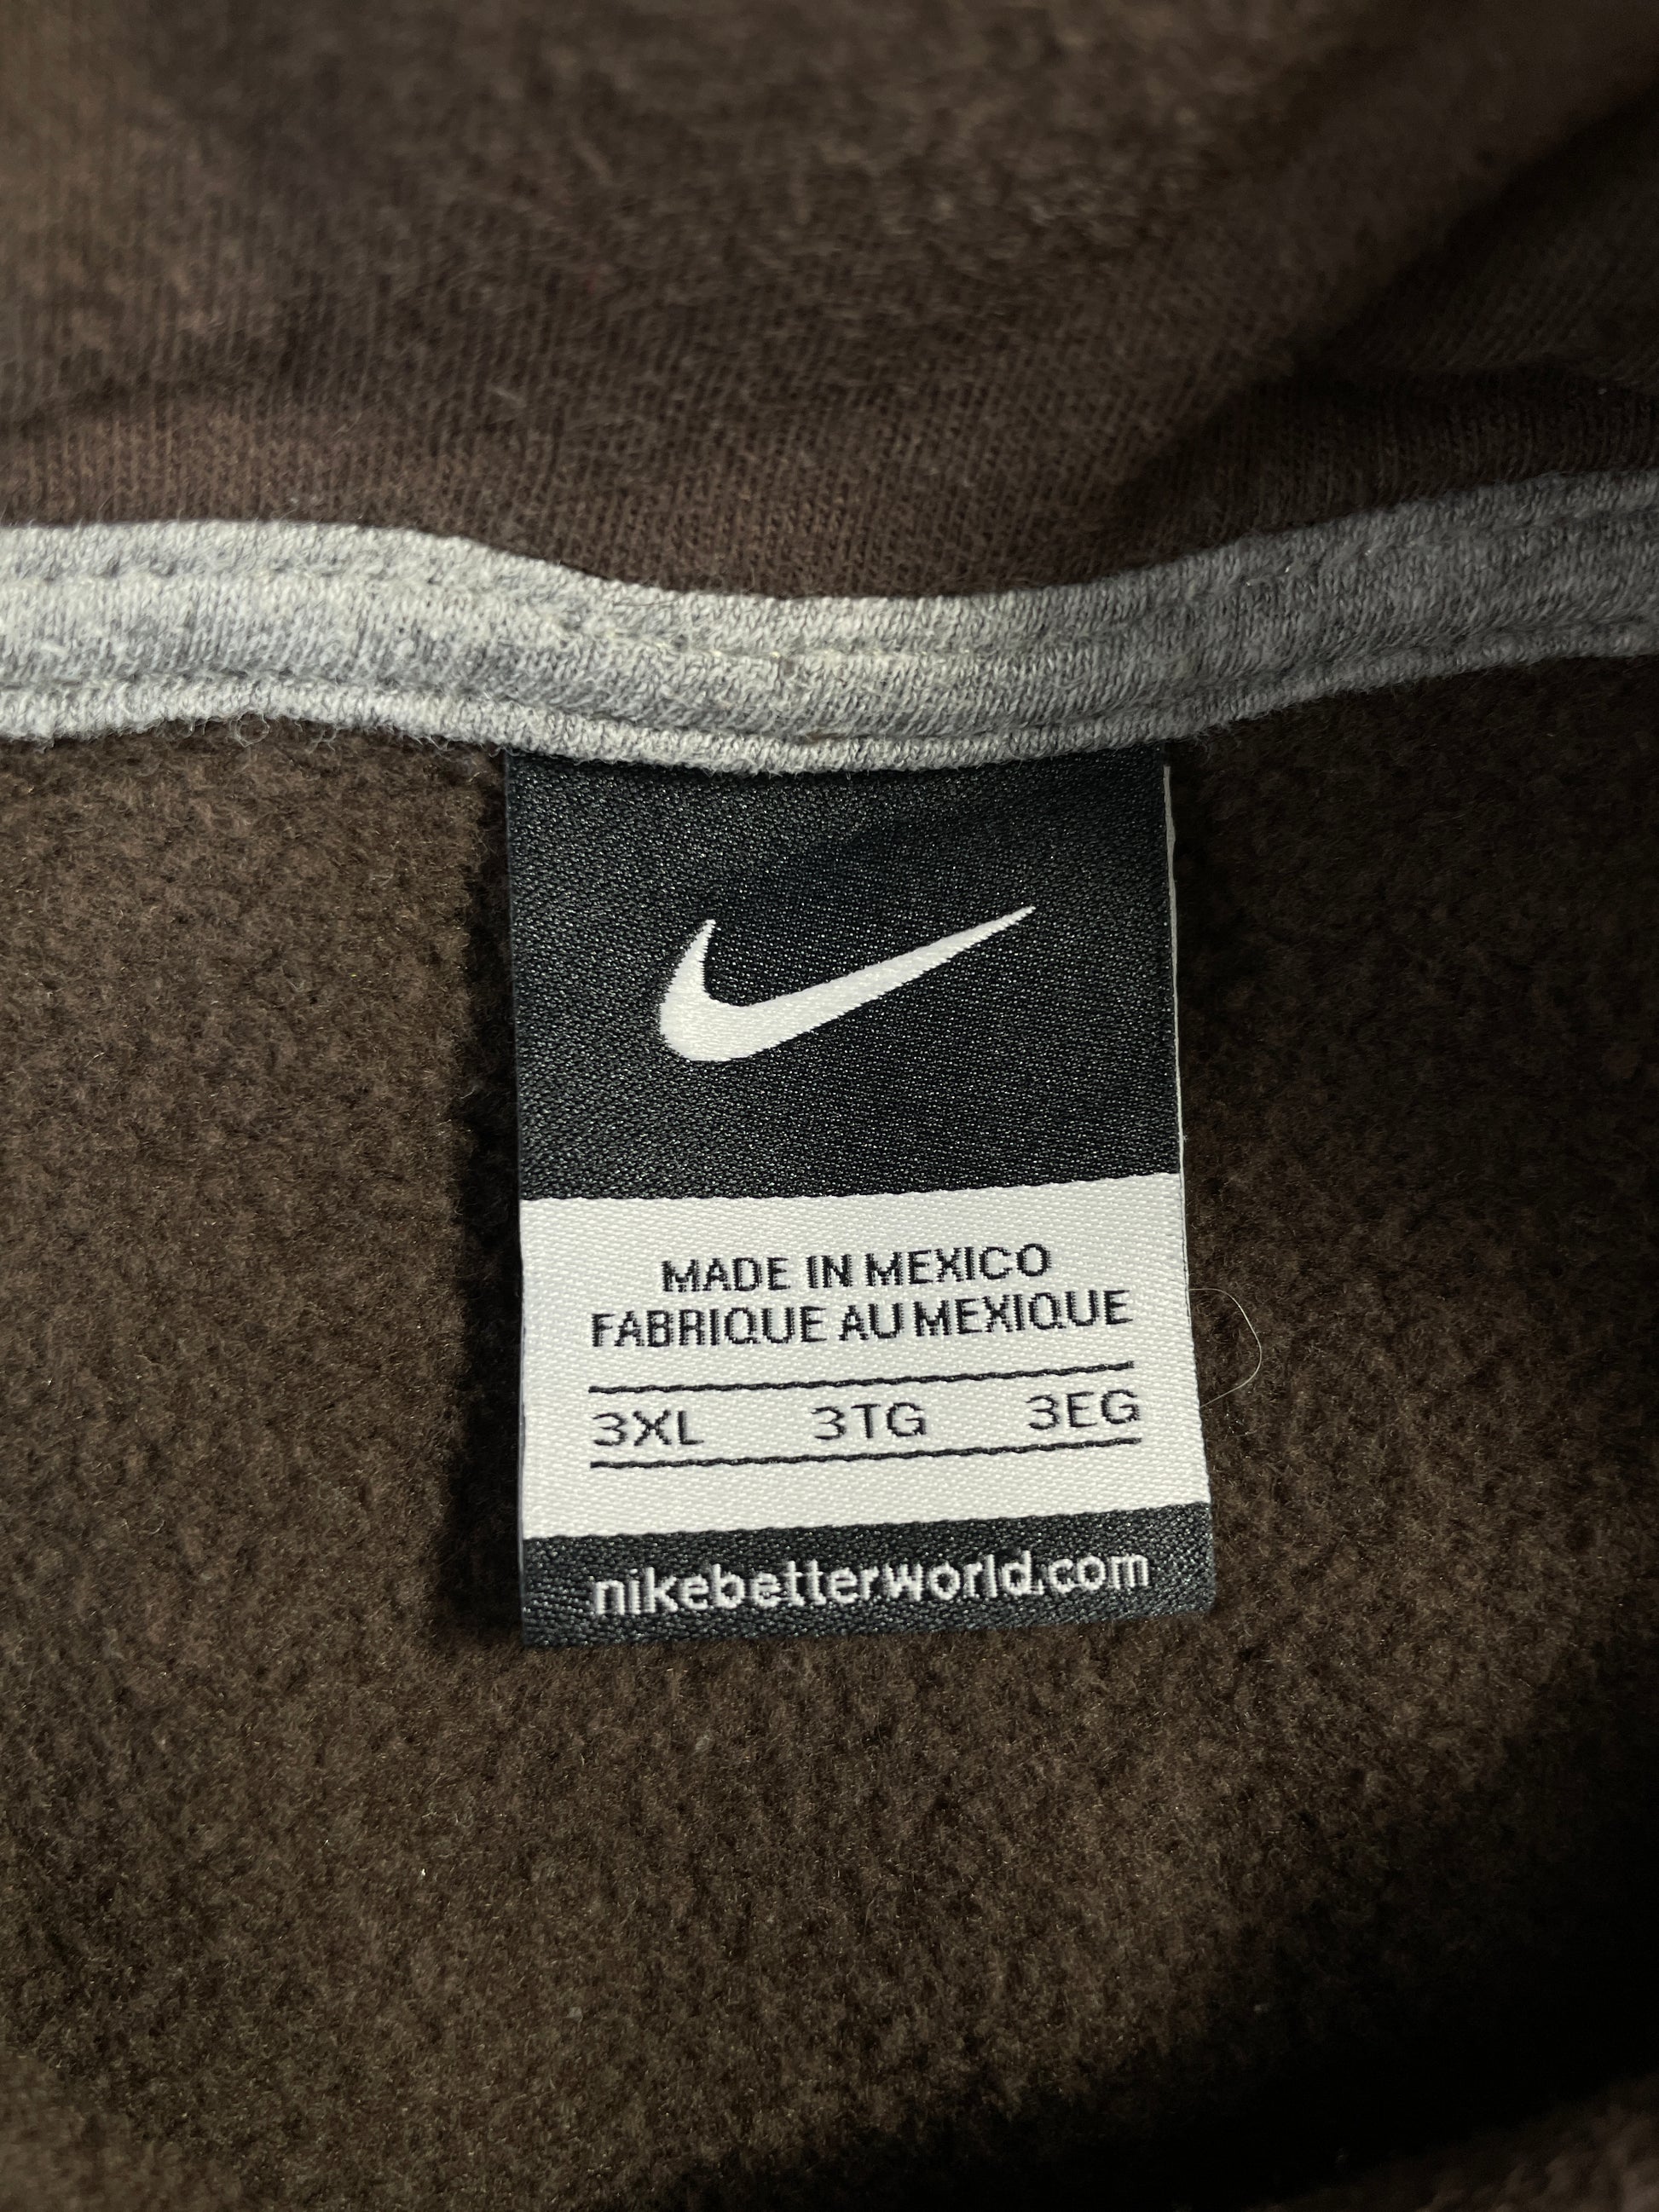 MADE IN MEXICO
FABRIQUE AU MEXIQUE
3XL 3TG 3EG
nikebetterworld.com